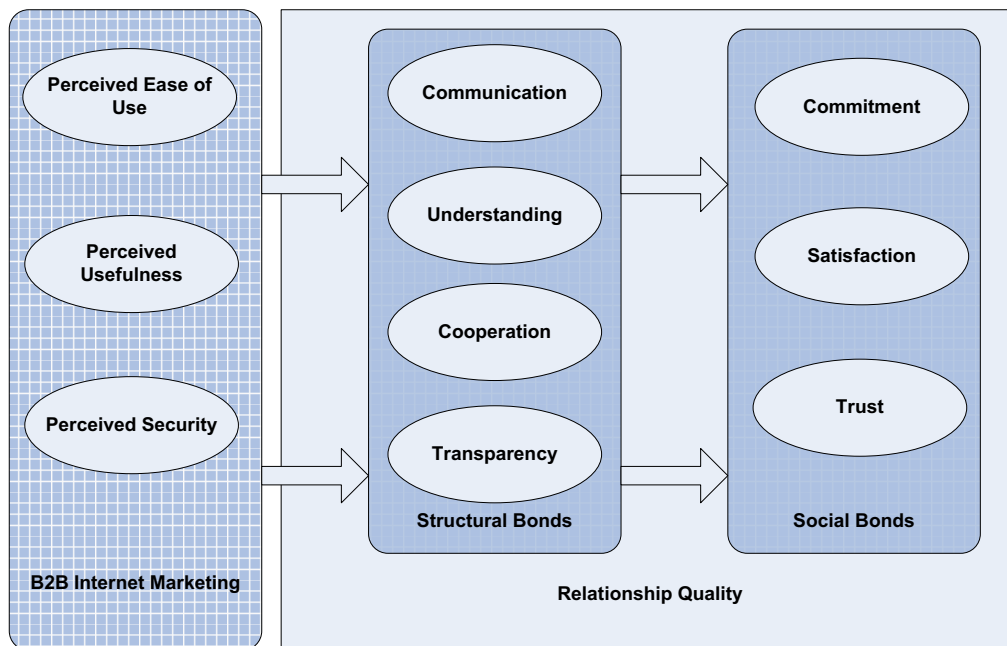 Perceived Ease of
Use
Perceived
Usefulness
Perceived Security
B2B Internet Marketing
Communication
Understanding
Cooperation
Transparency
Structural Bonds
Commitment
Satisfaction
Trust
Social Bonds
Relationship Quality